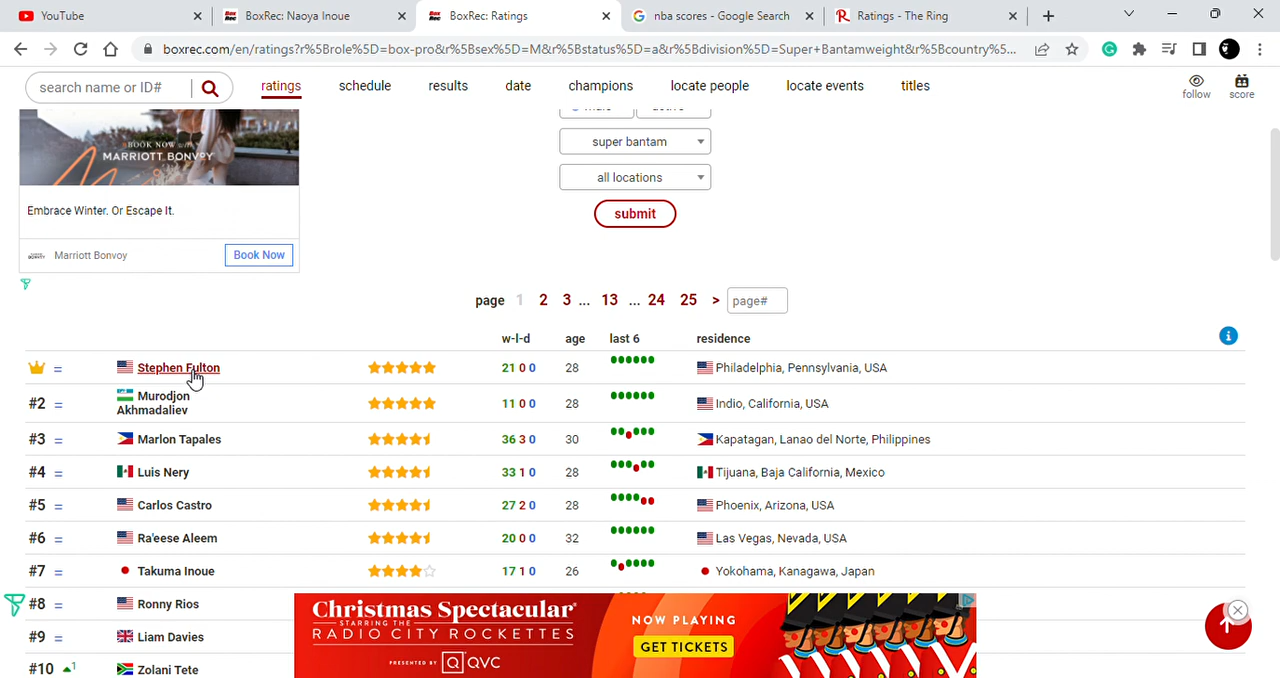 YouTube
BoxRec: Naoya Inoue
BoxRec: Ratings
nba scores - Google Search
Ratings - The Ring
boxrec.com/en/ratings?r%5Brole%5D=box-pro&r%5Bsex%5D=M&r%5Bstatus%5D=a&r%5Bdivision%5D=Super+Bantamweight&r%5Bcountry%5...
search name or ID#
ratings
schedule
results
date
champions
locate people
locate events
titles
follow
score
BOOK NOW WITH
MARRIOTT BONVOY
super bantam
all locations
submit
Embrace Winter. Or Escape It.
Marriott Bonvoy
Book Now
page 1 2 3 ... 13 ... 24 25 > page#
w-l-d age last 6 residence
= Stephen Fulton 21 0 0 28 Philadelphia, Pennsylvania, USA
#2 = Murodjon
Akhmadaliev 11 0 0 28 Indio, California, USA
#3 = Marlon Tapales 36 3 0 30 Kapatagan, Lanao del Norte, Philippines
#4 = Luis Nery 33 1 0 28 Tijuana, Baja California, Mexico
#5 = Carlos Castro 27 2 0 28 Phoenix, Arizona, USA
#6 = Ra'eese Aleem 20 0 0 32 Las Vegas, Nevada, USA
#7 = Takuma Inoue 17 1 0 26 Yokohama, Kanagawa, Japan
#8 = Ronny Rios
#9 = Liam Davies
#10 1 Zolani Tete
Christmas Spectacular
STARRING THE
RADIO CITY ROCKETTES
PRESENTED BY Q QVC
NOW PLAYING
GET TICKETS